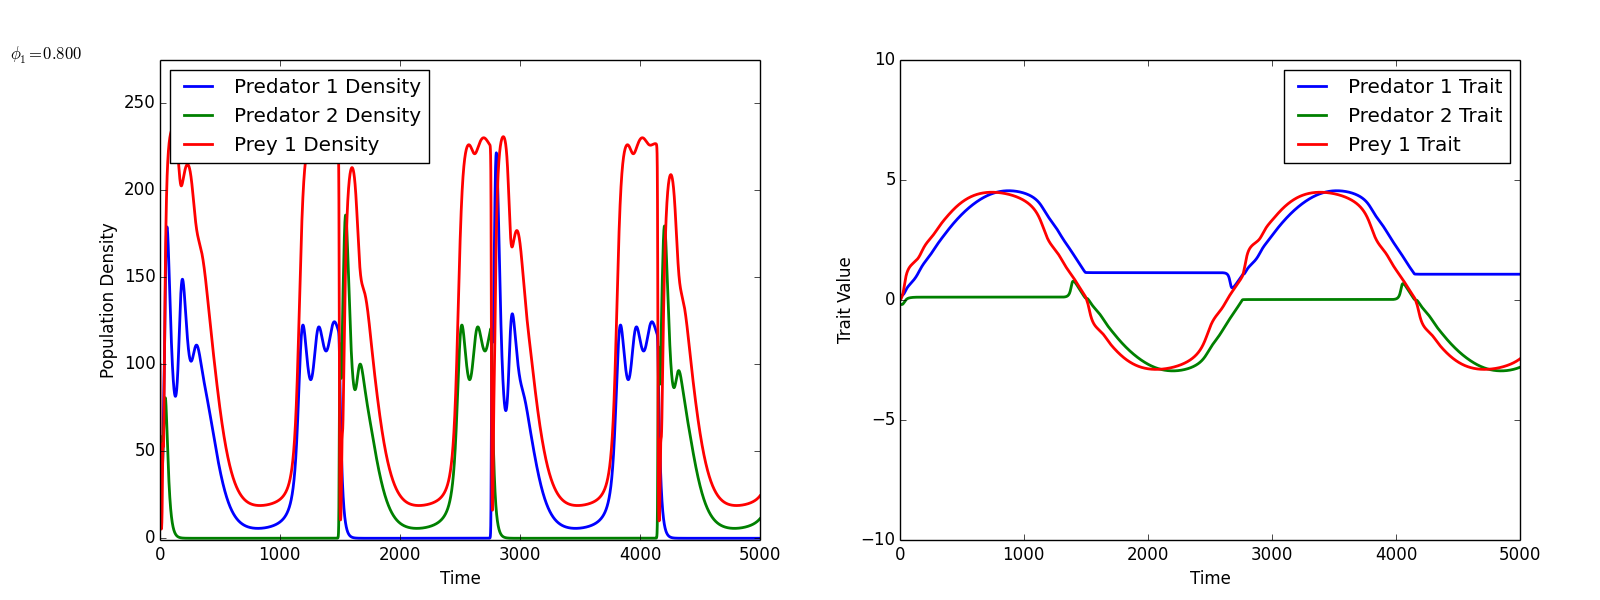 ϕ₁=0.800
Predator 1 Density
Predator 2 Density
Prey 1 Density
Population Density
250
200
150
100
50
0
0 1000 2000 3000 4000 5000
Time
Predator 1 Trait
Predator 2 Trait
Prey 1 Trait
Trait Value
10
5
0
−5
−10
0 1000 2000 3000 4000 5000
Time